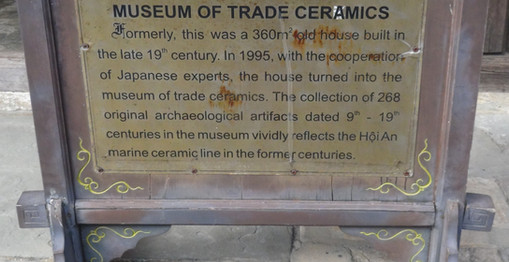 MUSEUM OF TRADE CERAMICS
Formerly, this was a 360m² old house built in
the late 19th century. In 1995, with the cooperation
of Japanese experts, the house turned into the
museum of trade ceramics. The collection of 268
original archaeological artifacts dated 9th - 19th
centuries in the museum vividly reflects the Hội An
marine ceramic line in the former centuries.